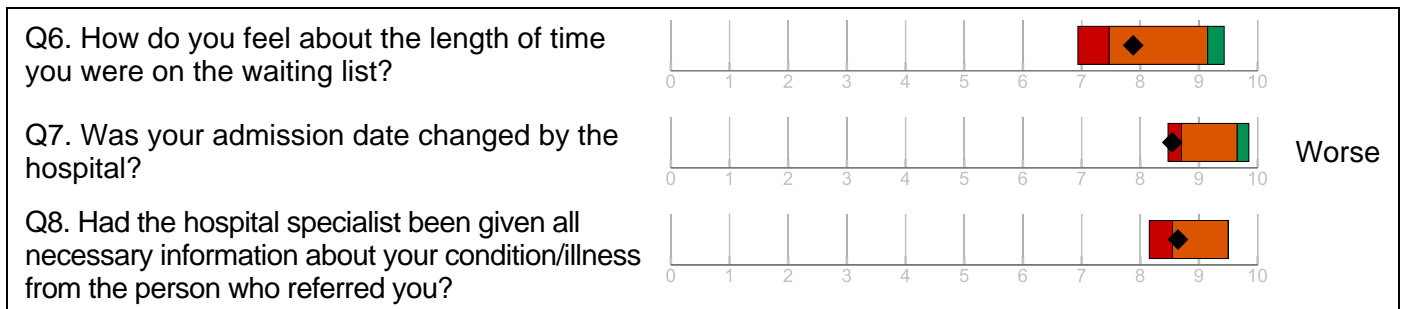 Q6. How do you feel about the length of time
you were on the waiting list?
0 1 2 3 4 5 6 7 8 9 10
Q7. Was your admission date changed by the
hospital?
0 1 2 3 4 5 6 7 8 9 10
Worse
Q8. Had the hospital specialist been given all
necessary information about your condition/illness
from the person who referred you?
0 1 2 3 4 5 6 7 8 9 10